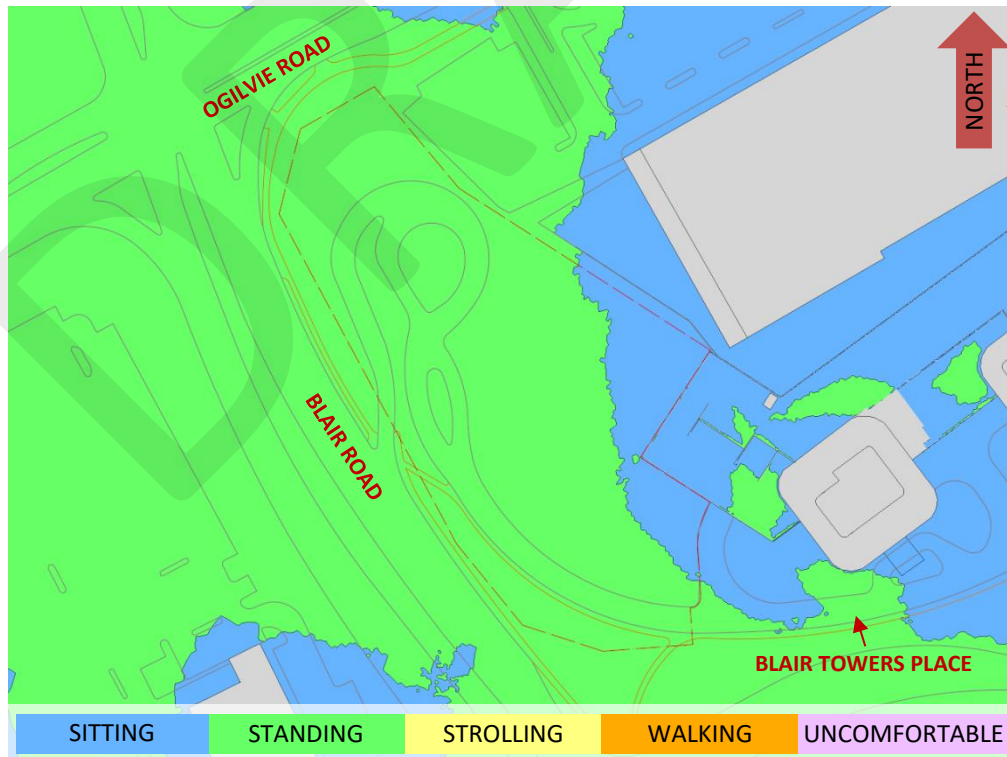 OGILVIE ROAD
NORTH
BLAIR ROAD
BLAIR TOWERS PLACE
SITTING STANDING STROLLING WALKING UNCOMFORTABLE